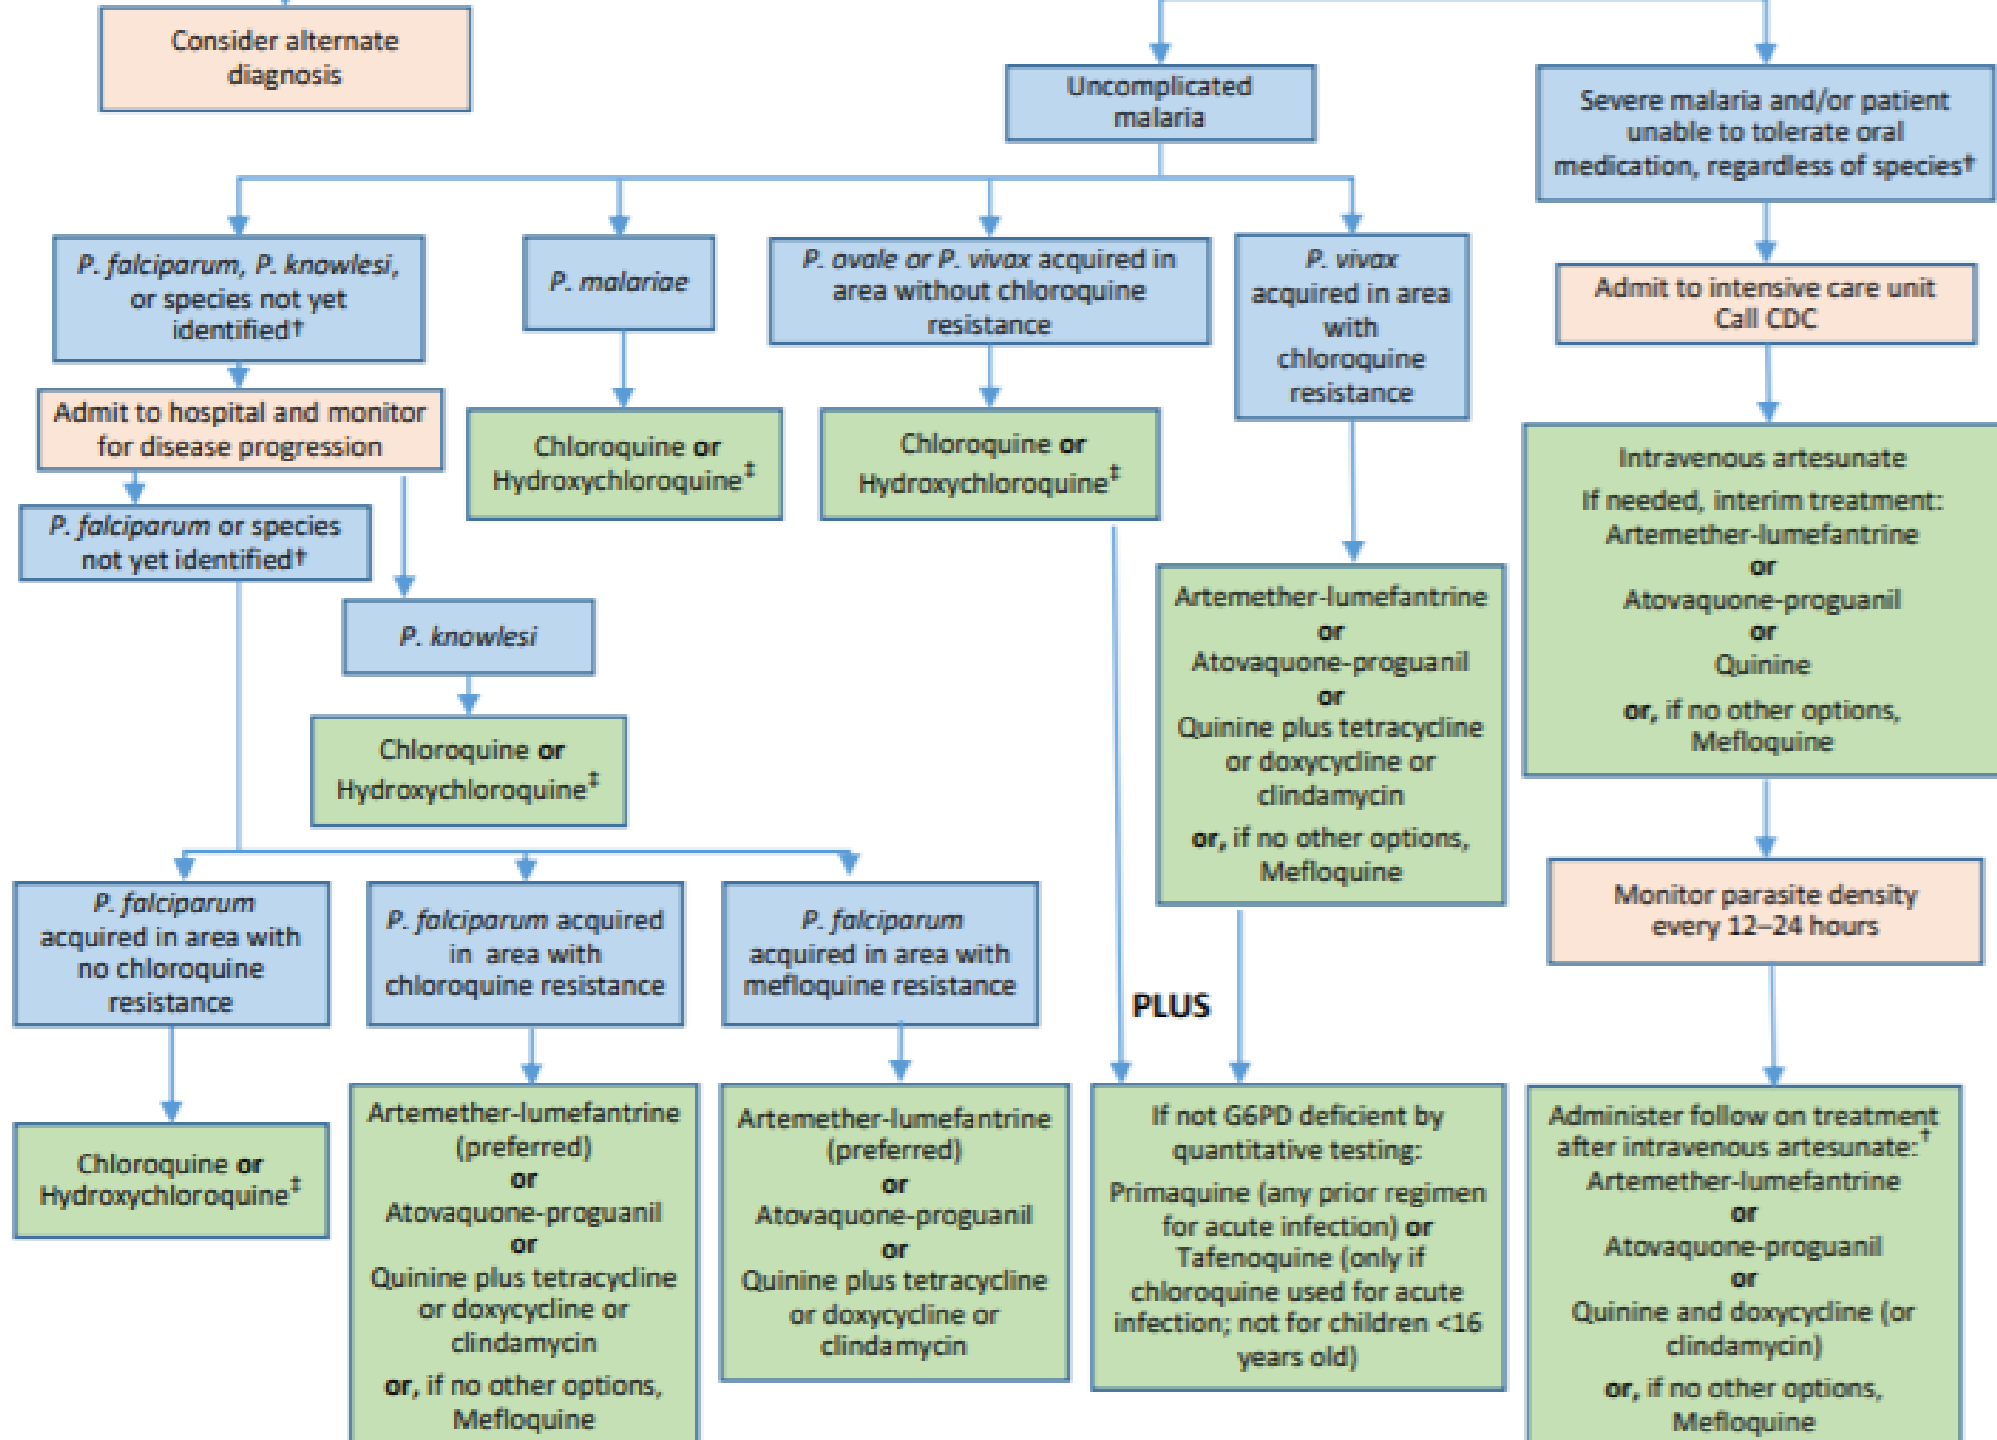 Consider alternate
diagnosis
Uncomplicated
malaria
Severe malaria and/or patient
unable to tolerate oral
medication, regardless of species†
P. falciparum, P. knowlesi,
or species not yet
identified†
P. malariae
P. ovale or P. vivax acquired in
area without chloroquine
resistance
P. vivax
acquired in area
with
chloroquine
resistance
Admit to intensive care unit
Call CDC
Admit to hospital and monitor
for disease progression
Chloroquine or
Hydroxychloroquine‡
Chloroquine or
Hydroxychloroquine‡
Intravenous artesunate
If needed, interim treatment:
Artemether-lumefantrine
or
Atovaquone-proguanil
or
Quinine
or, if no other options,
Mefloquine
P. falciparum or species
not yet identified†
P. knowlesi
Chloroquine or
Hydroxychloroquine‡
Artemether-lumefantrine
or
Atovaquone-proguanil
or
Quinine plus tetracycline
or doxycycline or
clindamycin
or, if no other options,
Mefloquine
Monitor parasite density
every 12–24 hours
P. falciparum
acquired in area with
no chloroquine
resistance
P. falciparum acquired
in area with
chloroquine resistance
P. falciparum
acquired in area with
mefloquine resistance
PLUS
Chloroquine or
Hydroxychloroquine‡
Artemether-lumefantrine
(preferred)
or
Atovaquone-proguanil
or
Quinine plus tetracycline
or doxycycline or
clindamycin
or, if no other options,
Mefloquine
Artemether-lumefantrine
(preferred)
or
Atovaquone-proguanil
or
Quinine plus tetracycline
or doxycycline or
clindamycin
If not G6PD deficient by
quantitative testing:
Primaquine (any prior regimen
for acute infection) or
Tafenoquine (only if
chloroquine used for acute
infection; not for children <16
years old)
Administer follow on treatment
after intravenous artesunate:†
Artemether-lumefantrine
or
Atovaquone-proguanil
or
Quinine and doxycycline (or
clindamycin)
or, if no other options,
Mefloquine